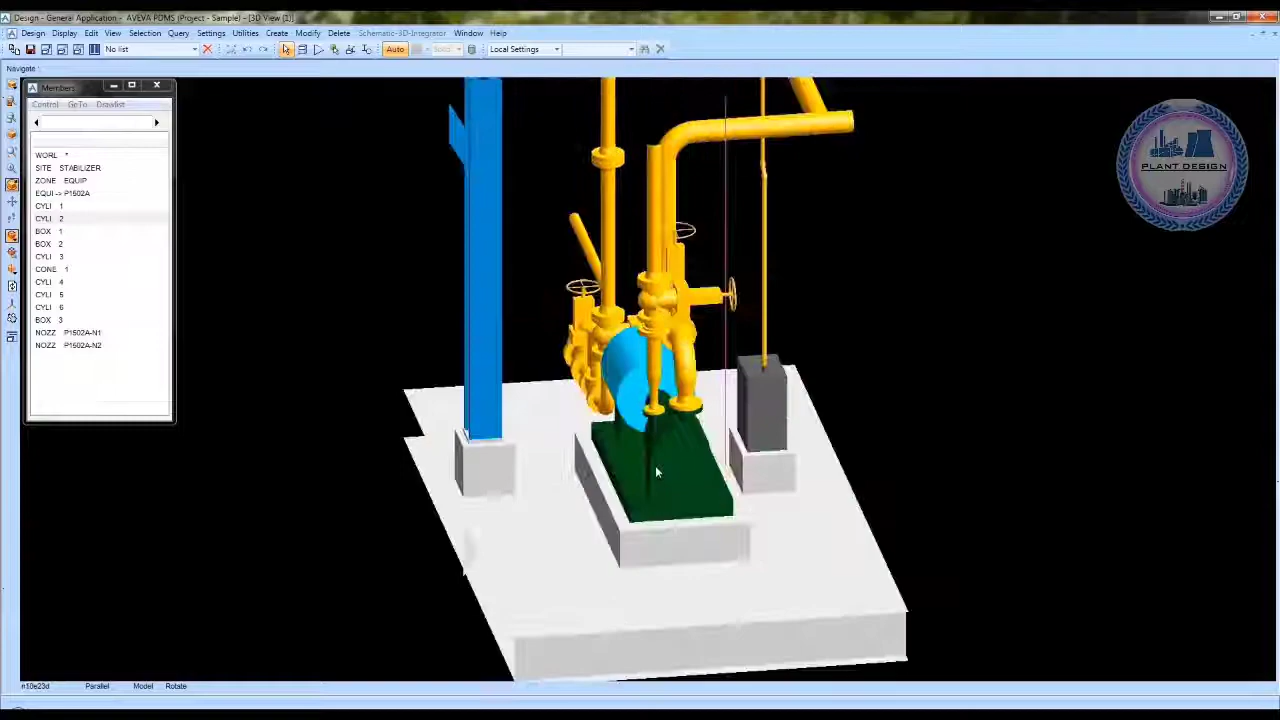 Design - General Application - AVEVA PDMS (Project - Sample) - [3D View (1)]
Design Display Edit View Selection Query Settings Utilities Create Modify Delete Schematic-3D-Integrator Window Help
No list Auto Solid Local Settings
Navigate
Members
Control GoTo Drawlist
WORL *
SITE STABILIZER
ZONE EQUIP
EQUI -> P1502A
CYLI 1
CYLI 2
BOX 1
BOX 2
CYLI 3
CONE 1
CYLI 4
CYLI 5
CYLI 6
BOX 3
NOZZ P1502A-N1
NOZZ P1502A-N2
PLANT DESIGN
n10e23d Parallel Model Rotate